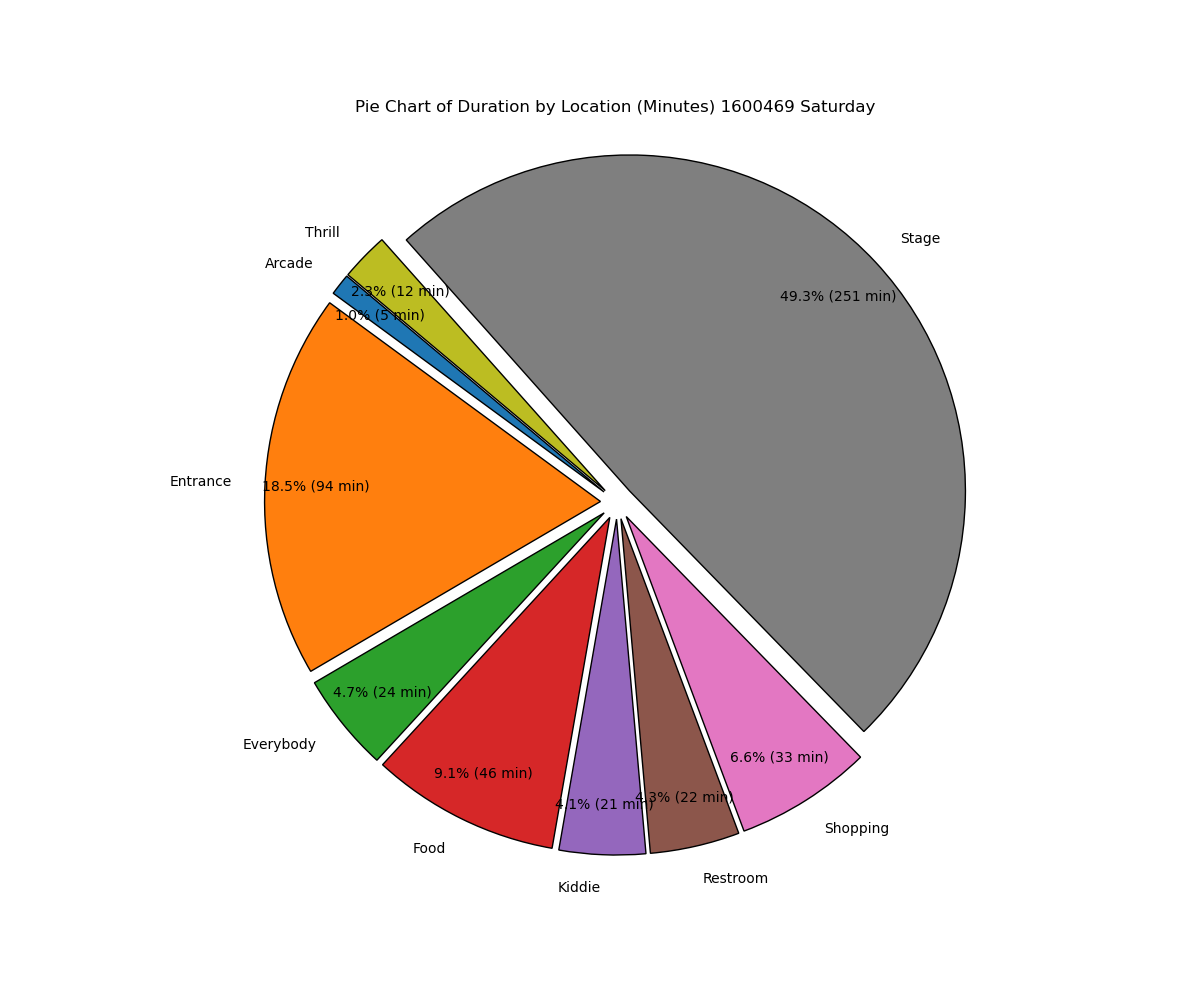 Pie Chart of Duration by Location (Minutes) 1600469 Saturday
Thrill
Stage
Arcade
2.3% (12 min)
49.3% (251 min)
1.0% (5 min)
Entrance
18.5% (94 min)
4.7% (24 min)
Everybody
9.1% (46 min)
6.6% (33 min)
4.1% (21 min)
4.3% (22 min)
Shopping
Food
Kiddie
Restroom